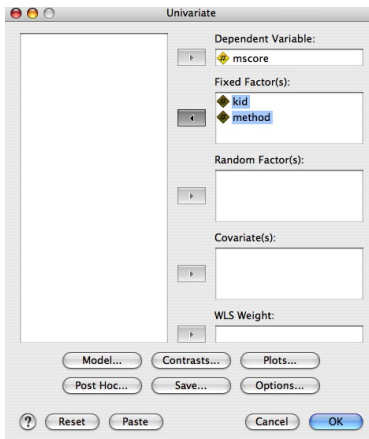 Univariate
Dependent Variable:
mscore
Fixed Factor(s):
kid
method
Random Factor(s):
Covariate(s):
WLS Weight:
Model... Contrasts... Plots...
Post Hoc... Save... Options...
? Reset Paste Cancel OK